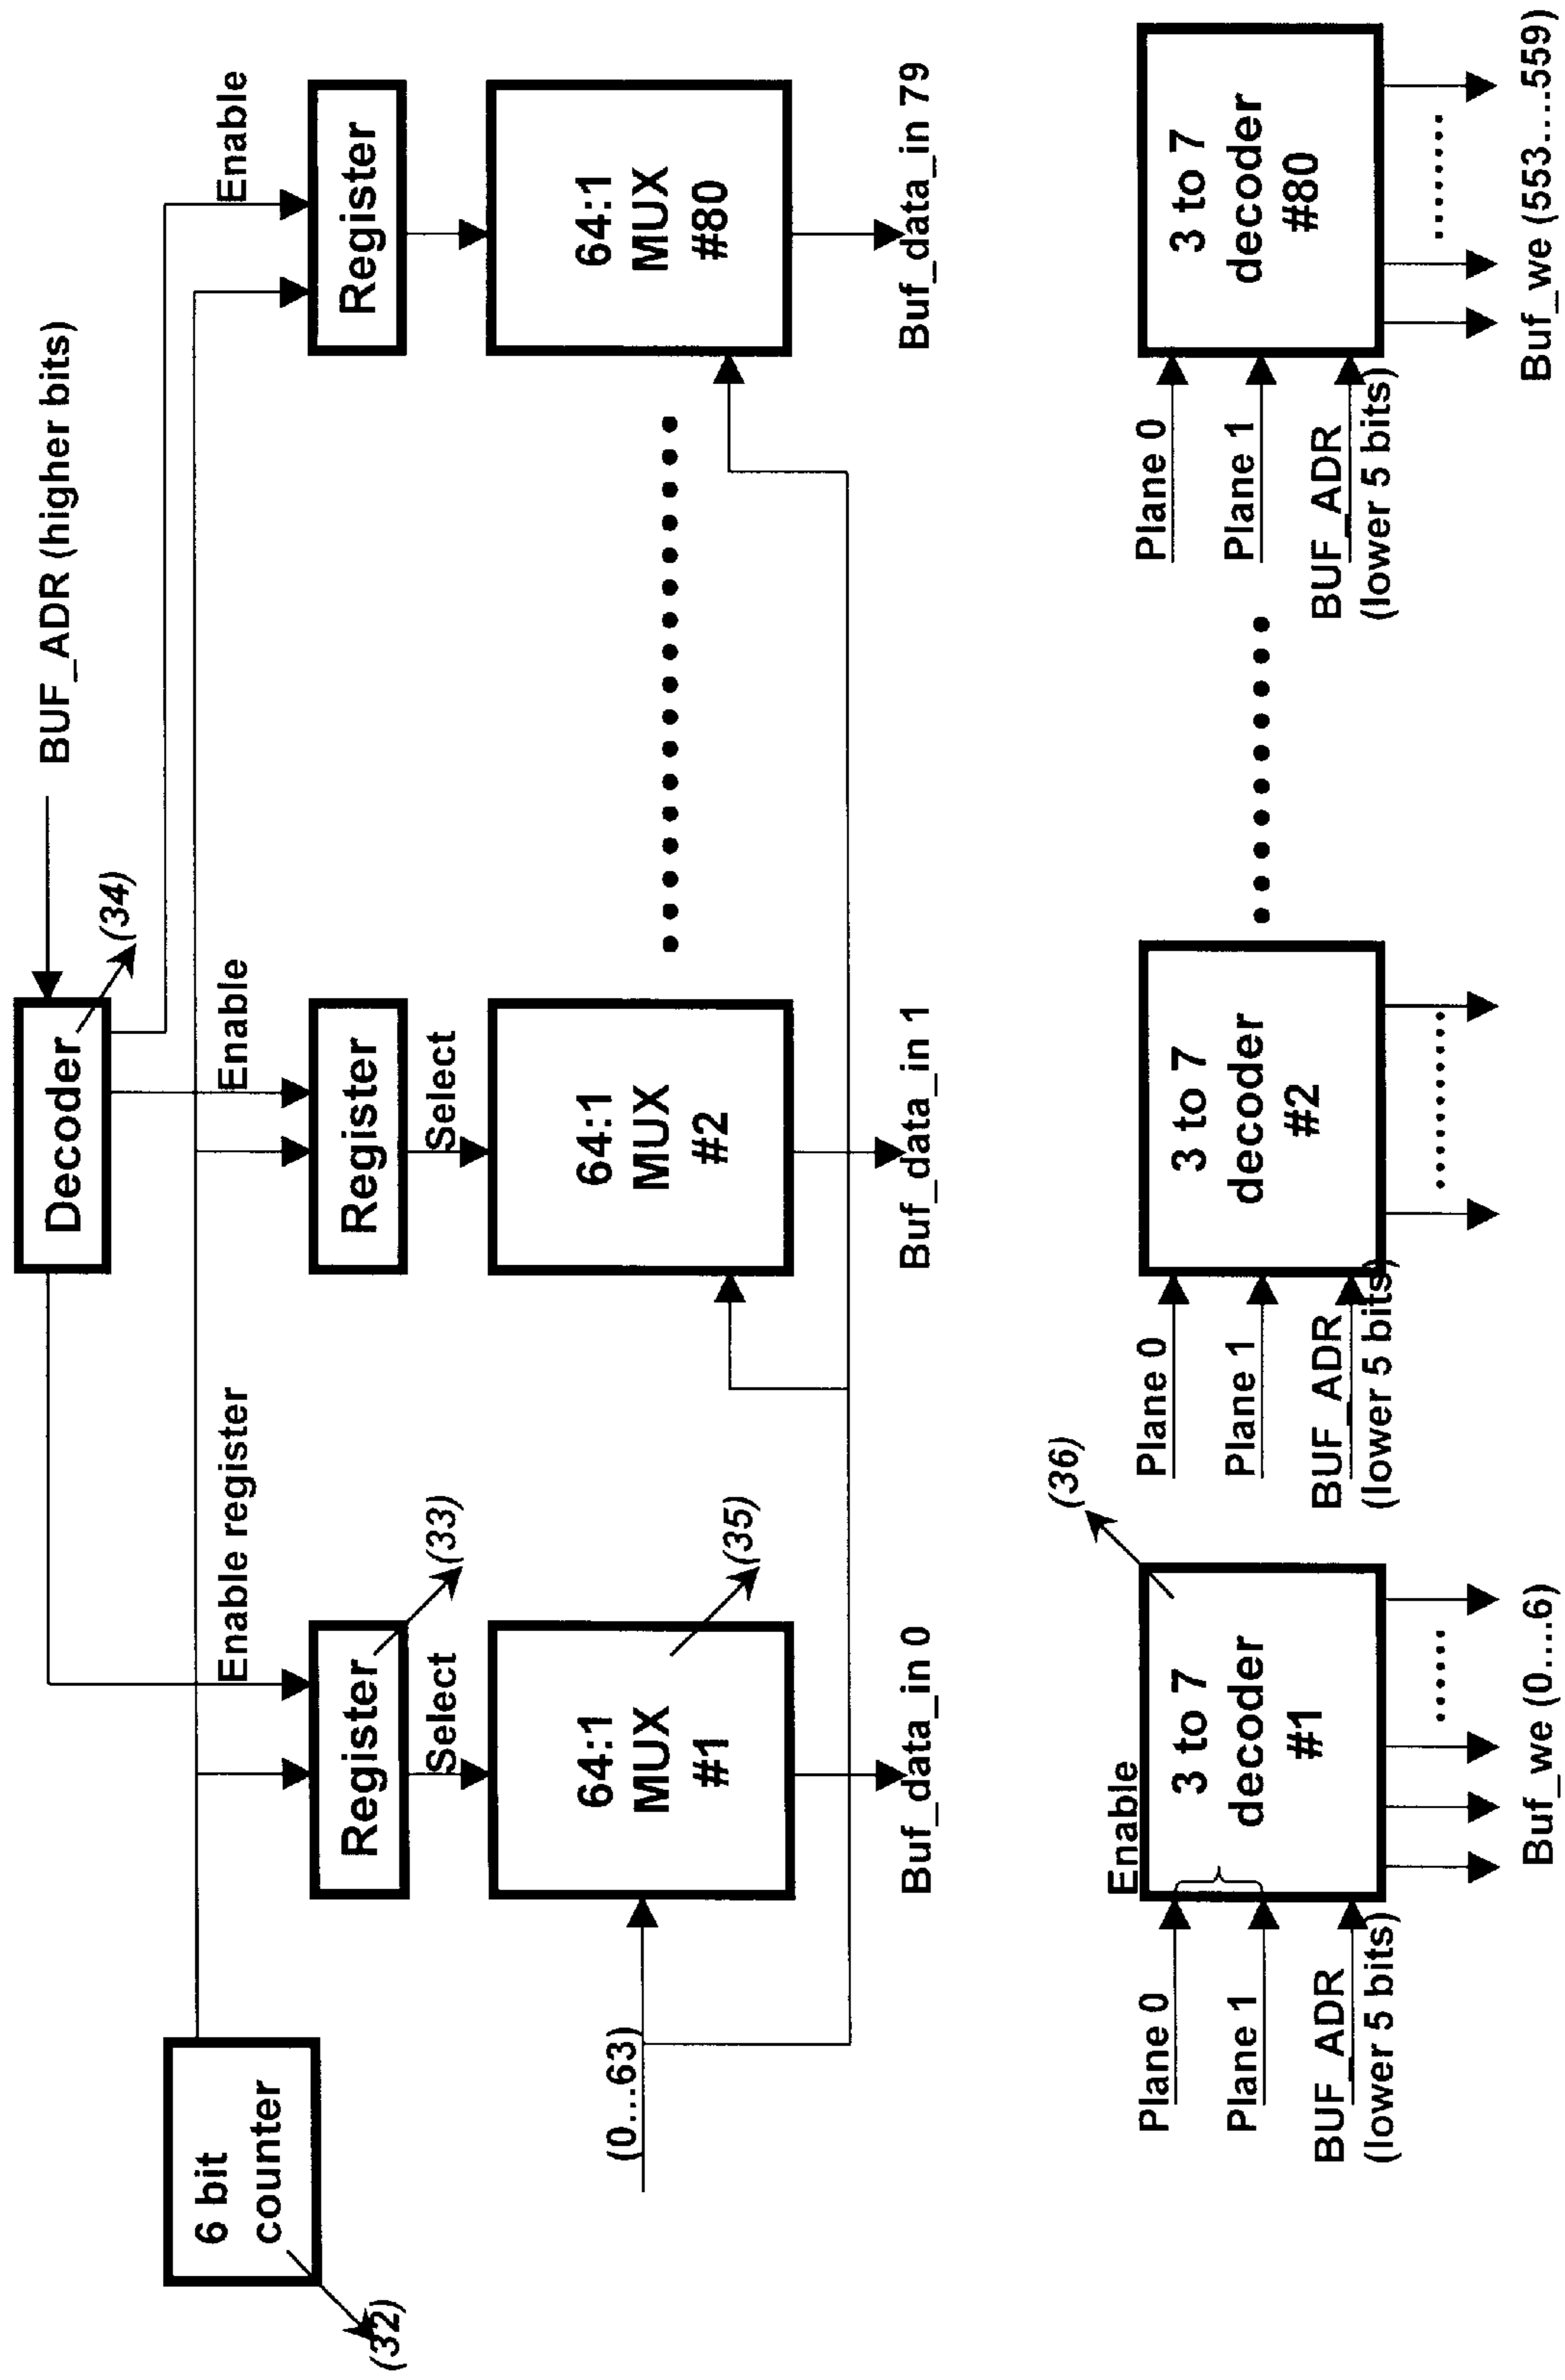 BUF_ADR (higher bits)
Decoder
(34)
6 bit
counter
(32)
Enable register
Enable
Enable
Register
(33)
Register
Register
Select
Select
(0...63)
64:1
MUX
#1
(35)
64:1
MUX
#2
64:1
MUX
#80
Buf_data_in 0
Buf_data_in 1
Buf_data_in 79
(36)
Enable
Plane 0
Plane 1
BUF_ADR
(lower 5 bits)
3 to 7
decoder
#1
Plane 0
Plane 1
BUF_ADR
(lower 5 bits)
3 to 7
decoder
#2
Plane 0
Plane 1
BUF_ADR
(lower 5 bits)
3 to 7
decoder
#80
Buf_we (0....6)
Buf_we (553....559)